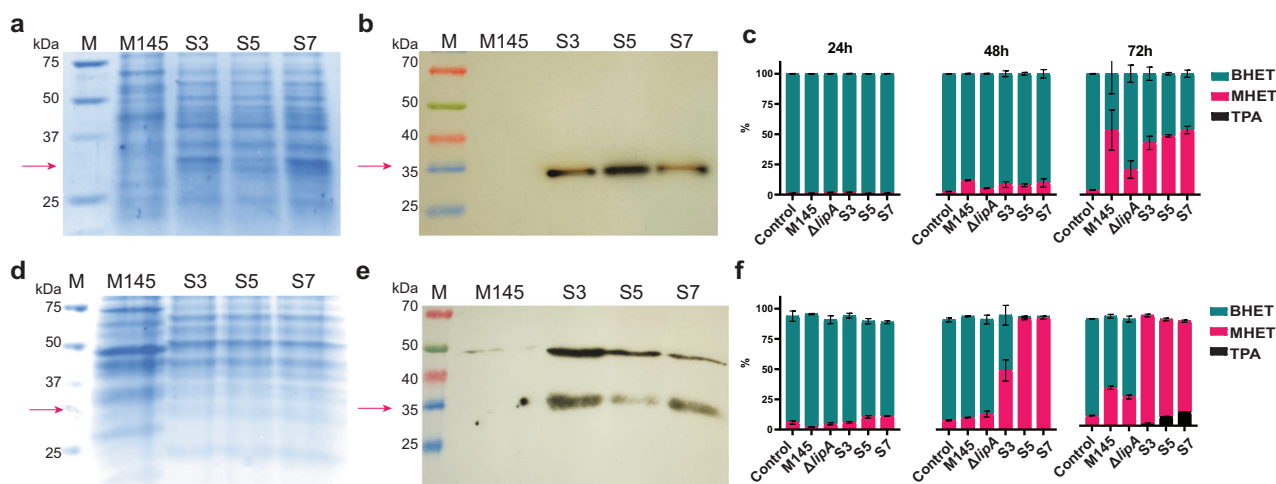 a
kDa M M145 S3 S5 S7
75
50
37
25
b
kDa M M145 S3 S5 S7
70
50
40
35
25
c
24h 48h 72h
%
100
75
50
25
0
Control M145 ΔlipA S3 S5 S7
Control M145 ΔlipA S3 S5 S7
Control M145 ΔlipA S3 S5 S7
BHET
MHET
TPA
d
kDa M M145 S3 S5 S7
75
50
37
25
e
kDa M M145 S3 S5 S7
70
50
40
35
25
f
%
100
75
50
25
0
Control M145 ΔlipA S3 S5 S7
Control M145 ΔlipA S3 S5 S7
Control M145 ΔlipA S3 S5 S7
BHET
MHET
TPA